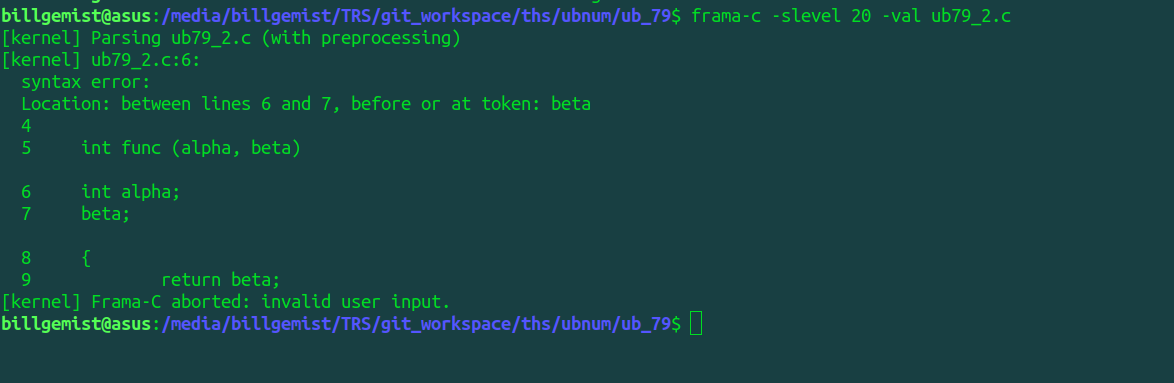 billgemist@asus:/media/billgemist/TRS/git_workspace/ths/ubnum/ub_79$ frama-c -slevel 20 -val ub79_2.c
[kernel] Parsing ub79_2.c (with preprocessing)
[kernel] ub79_2.c:6:
  syntax error:
  Location: between lines 6 and 7, before or at token: beta
  4
  5     int func (alpha, beta)
  6     int alpha;
  7     beta;
  8     {
  9             return beta;
[kernel] Frama-C aborted: invalid user input.
billgemist@asus:/media/billgemist/TRS/git_workspace/ths/ubnum/ub_79$